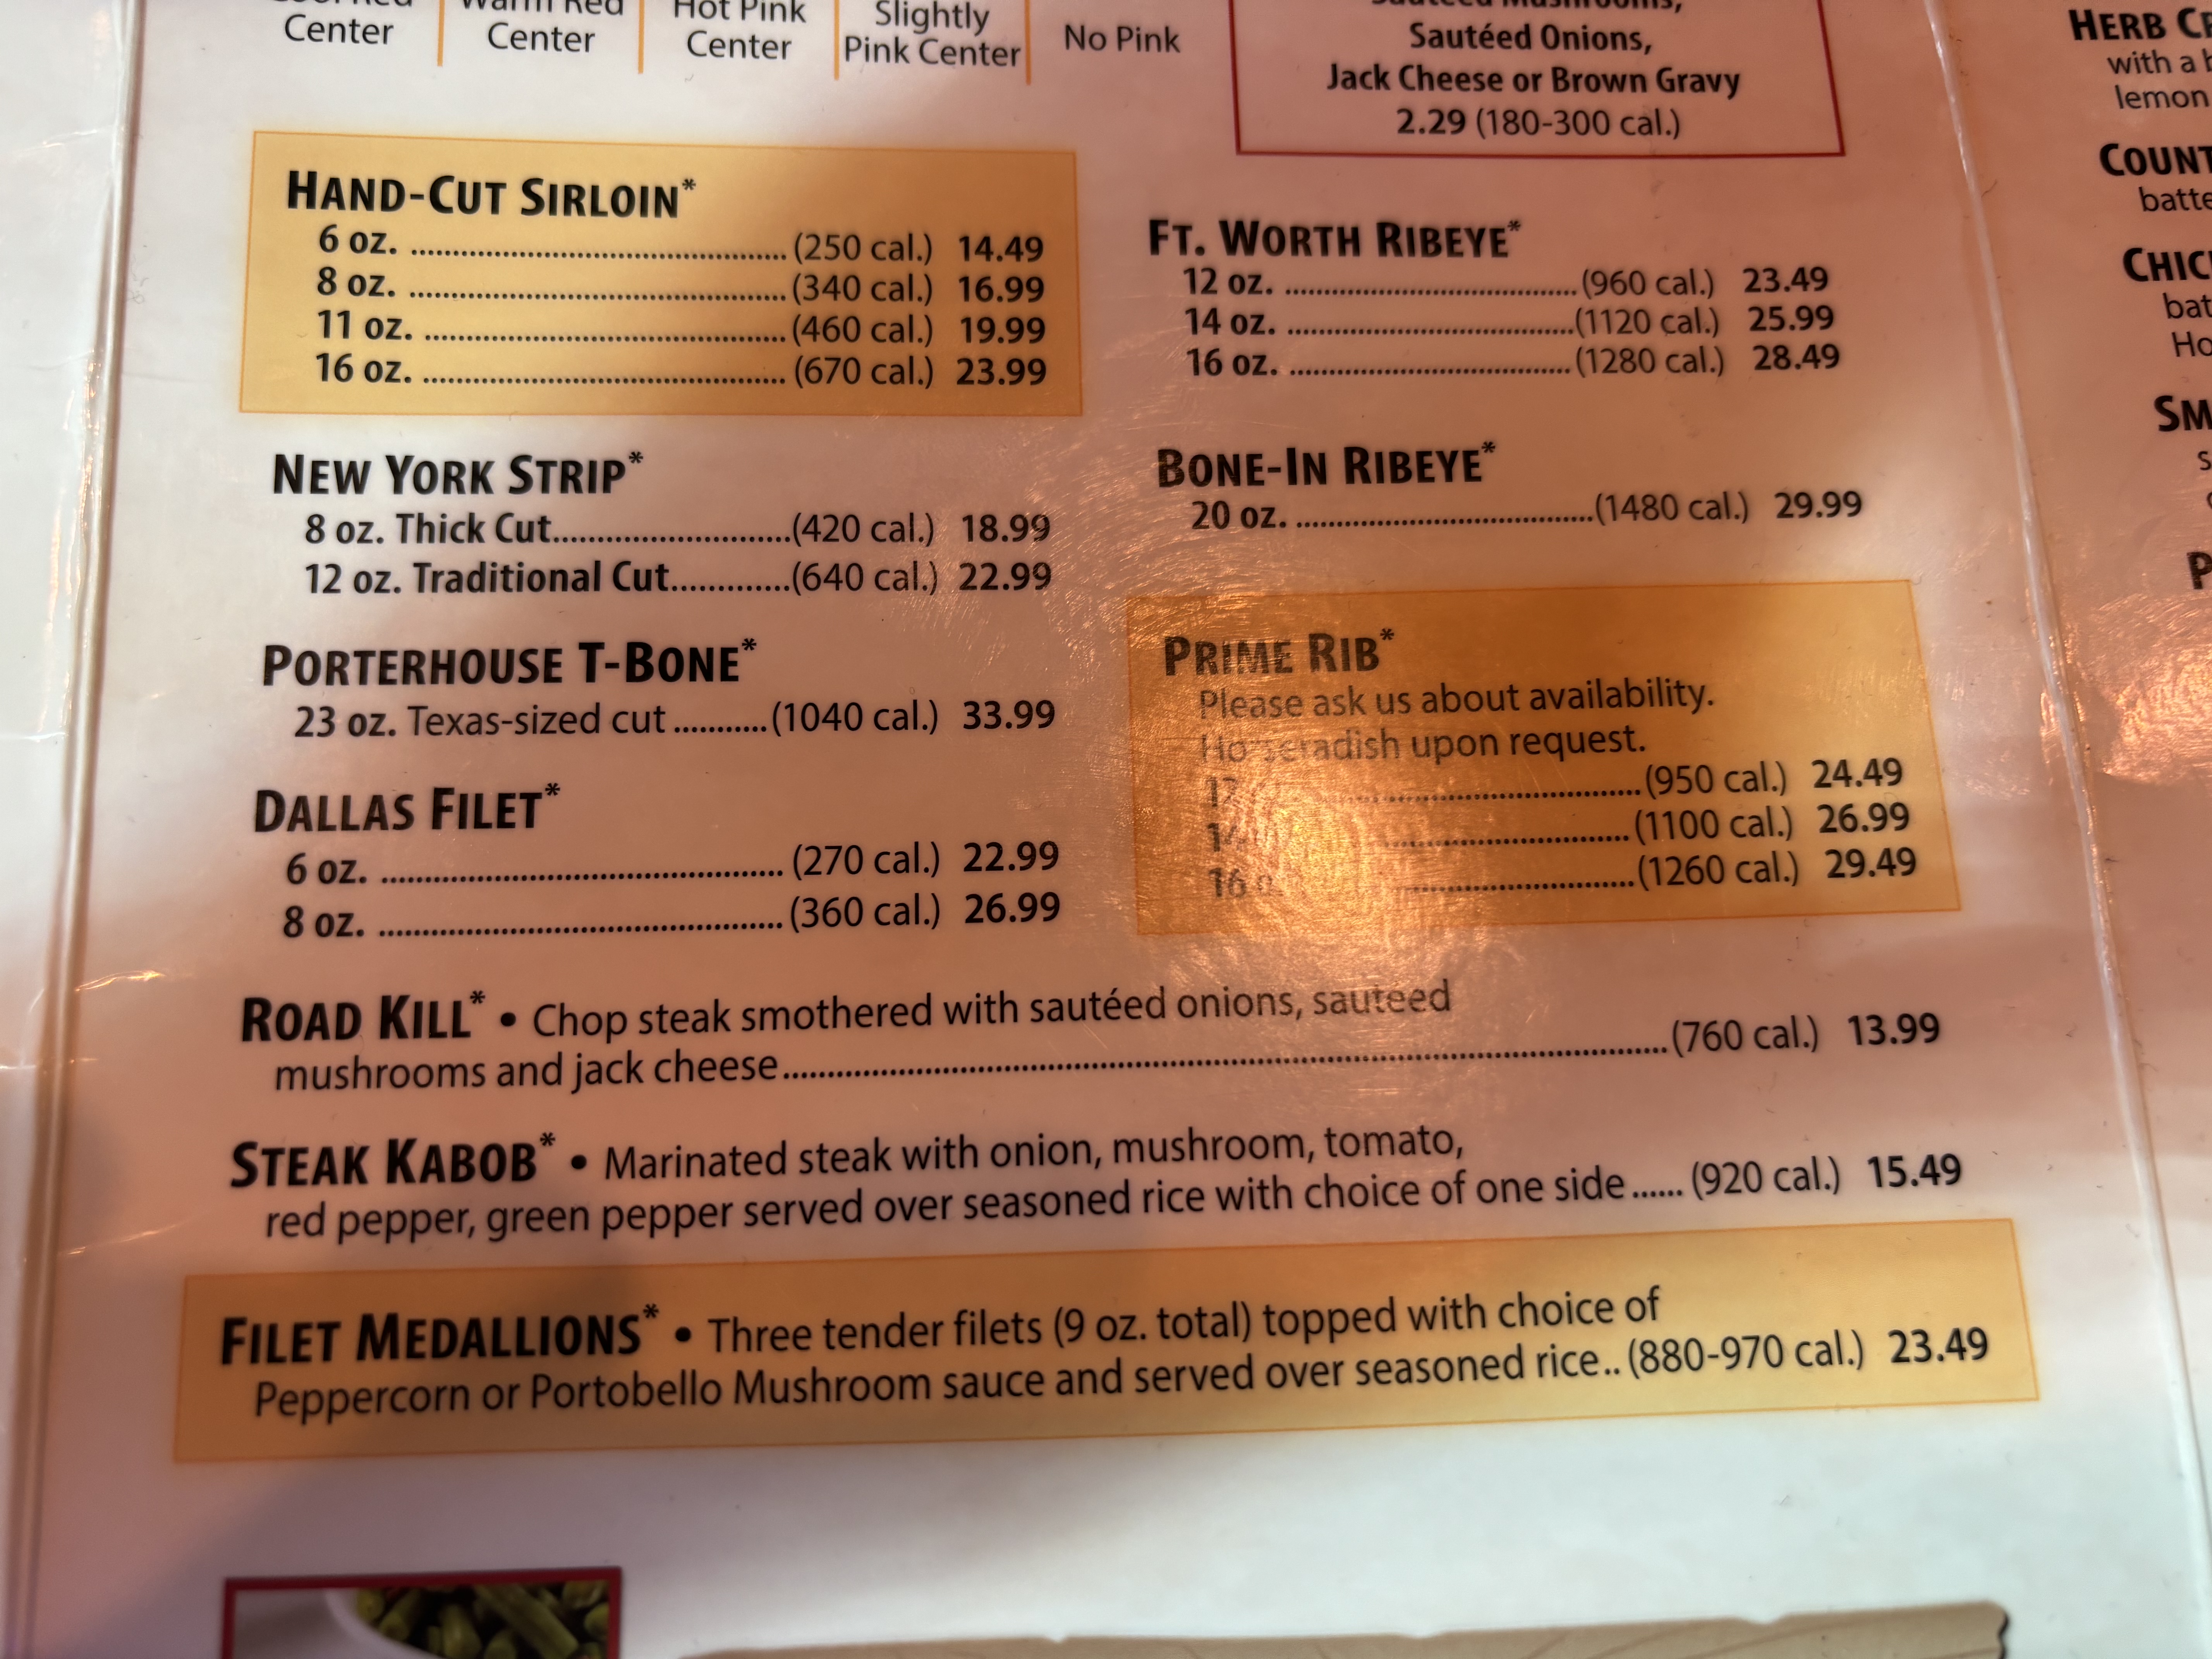 Center
Center
Hot Pink
Center
Slightly
Pink Center
No Pink
Sautéed Onions,
Jack Cheese or Brown Gravy
2.29 (180-300 cal.)
HAND-CUT SIRLOIN*
6 oz. (250 cal.) 14.49
8 oz. (340 cal.) 16.99
11 oz. (460 cal.) 19.99
16 oz. (670 cal.) 23.99
NEW YORK STRIP*
8 oz. Thick Cut (420 cal.) 18.99
12 oz. Traditional Cut (640 cal.) 22.99
PORTERHOUSE T-BONE*
23 oz. Texas-sized cut (1040 cal.) 33.99
DALLAS FILET*
6 oz. (270 cal.) 22.99
8 oz. (360 cal.) 26.99
FT. WORTH RIBEYE*
12 oz. (960 cal.) 23.49
14 oz. (1120 cal.) 25.99
16 oz. (1280 cal.) 28.49
BONE-IN RIBEYE*
20 oz. (1480 cal.) 29.99
PRIME RIB*
Please ask us about availability.
Horseradish upon request.
12 (950 cal.) 24.49
14 (1100 cal.) 26.99
16 (1260 cal.) 29.49
ROAD KILL* • Chop steak smothered with sautéed onions, sautéed
mushrooms and jack cheese (760 cal.) 13.99
STEAK KABOB* • Marinated steak with onion, mushroom, tomato,
red pepper, green pepper served over seasoned rice with choice of one side (920 cal.) 15.49
FILET MEDALLIONS* • Three tender filets (9 oz. total) topped with choice of
Peppercorn or Portobello Mushroom sauce and served over seasoned rice.. (880-970 cal.) 23.49
HERB
with a
lemon